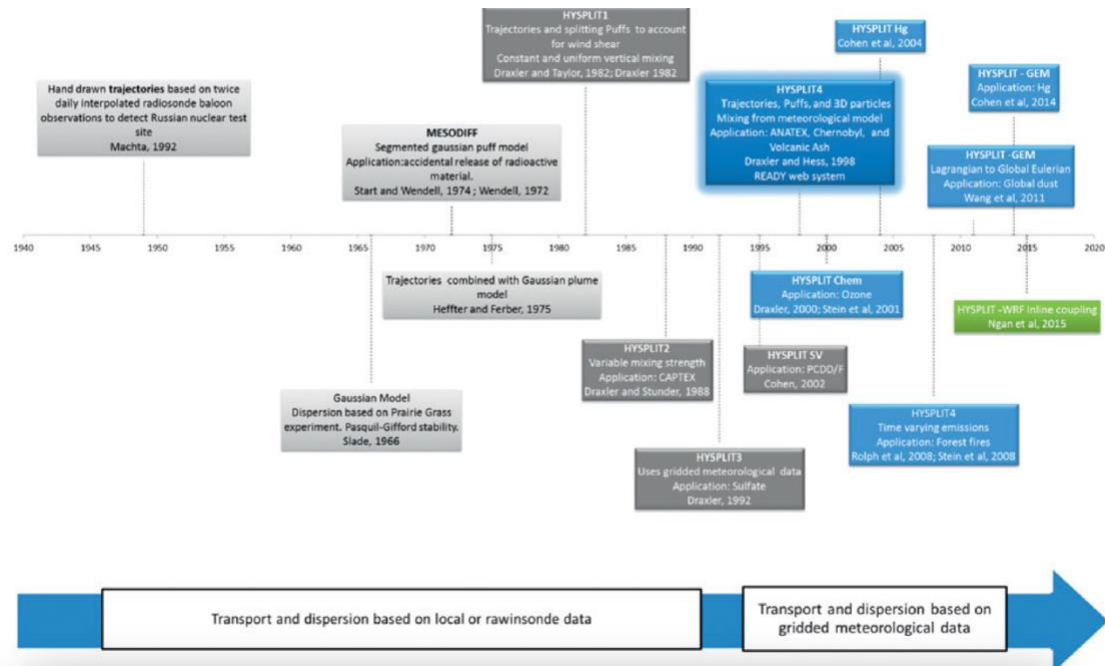 HYSPLIT1
Trajectories and splitting Puffs to account
for wind shear
Constant and uniform vertical mixing
Draxler and Taylor, 1982; Draxler 1982
HYSPLIT Hg
Cohen et al, 2004
Hand drawn trajectories based on twice
daily interpolated radiosonde baloon
observations to detect Russian nuclear test
site
Machta, 1992
MESODIFF
Segmented gaussian puff model
Application:accidental release of radioactive
material.
Start and Wendell, 1974 ; Wendell, 1972
HYSPLIT4
Trajectories, Puffs, and 3D particles
Mixing from meteorological model
Application: ANATEX, Chernobyl, and
Volcanic Ash
Draxler and Hess, 1998
READY web system
HYSPLIT - GEM
Application: Hg
Cohen et al, 2014
HYSPLIT -GEM
Lagrangian to Global Eulerian
Application: Global dust
Wang et al, 2011
1940 1945 1949 1955 1960 1965 1970 1975 1980 1985 1990 1995 2000 2005 2010 2015 2020
Trajectories combined with Gaussian plume
model
Heffter and Ferber, 1975
HYSPLIT Chem
Application: Ozone
Draxler, 2000; Stein et al, 2001
HYSPLIT -WRF Inline coupling
Ngan et al, 2015
HYSPLIT2
Variable mixing strength
Application: CAPTEX
Draxler and Stunder, 1988
HYSPLIT SV
Application: PCDD/F
Cohen, 2002
Gaussian Model
Dispersion based on Prairie Grass
experiment. Pasquil-Gifford stability.
Slade, 1966
HYSPLIT4
Time varying emissions
Application: Forest fires
Rolph et al, 2008; Stein et al, 2008
HYSPLIT3
Uses gridded meteorological data
Application: Sulfate
Draxler, 1992
Transport and dispersion based on local or rawinsonde data
Transport and dispersion based on
gridded meteorological data